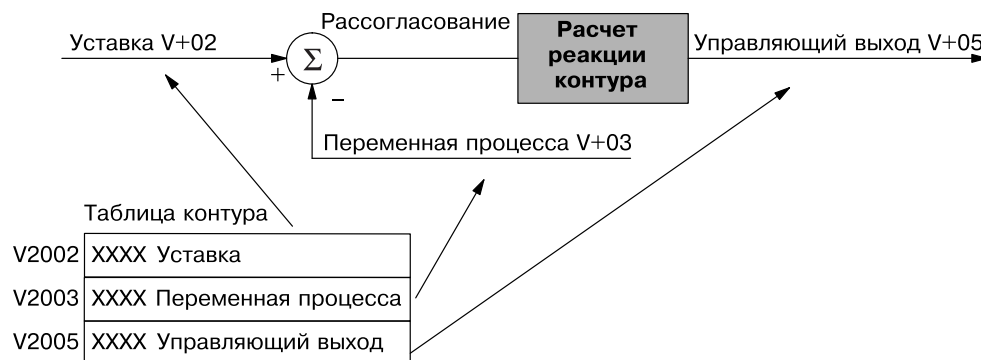 Уставка V+02
Рассогласование
Расчет
реакции
контура
Управляющий выход V+05
Σ
+
−
Переменная процесса V+03
Таблица контура
V2002 XXXX Уставка
V2003 XXXX Переменная процесса
V2005 XXXX Управляющий выход